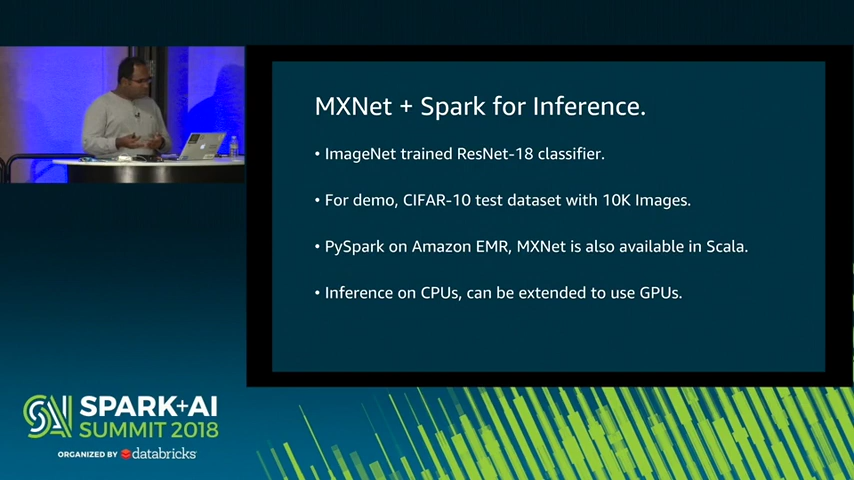 MXNet + Spark for Inference.
• ImageNet trained ResNet-18 classifier.
• For demo, CIFAR-10 test dataset with 10K Images.
• PySpark on Amazon EMR, MXNet is also available in Scala.
• Inference on CPUs, can be extended to use GPUs.
SPARK+AI
SUMMIT 2018
ORGANIZED BY databricks